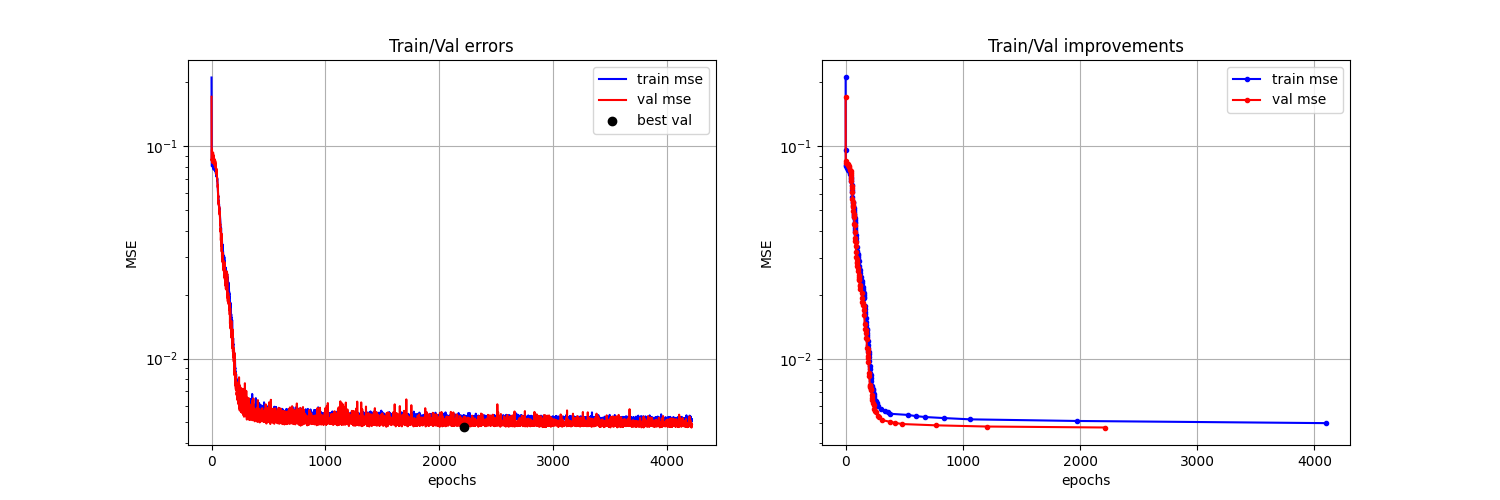 Train/Val errors
train mse
val mse
best val
MSE
10⁻¹
10⁻²
0
1000
2000
3000
4000
epochs
Train/Val improvements
train mse
val mse
MSE
10⁻¹
10⁻²
0
1000
2000
3000
4000
epochs